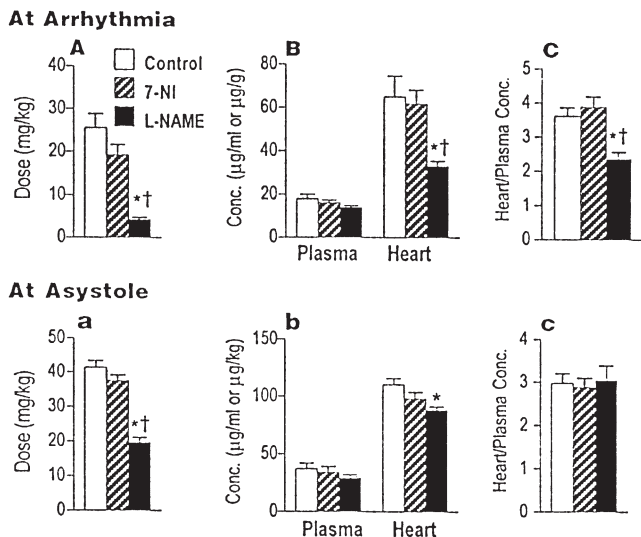 At Arrhythmia
A
Control
7-NI
L-NAME
Dose (mg/kg)
40
30
20
10
0
*†
B
Conc. (μg/ml or μg/g)
80
60
40
20
0
*†
Plasma Heart
C
Heart/Plasma Conc.
5
4
3
2
1
0
*†
At Asystole
a
Dose (mg/kg)
50
40
30
20
10
0
*†
b
Conc. (μg/ml or μg/kg)
150
100
50
0
*
Plasma Heart
c
Heart/Plasma Conc.
4
3
2
1
0